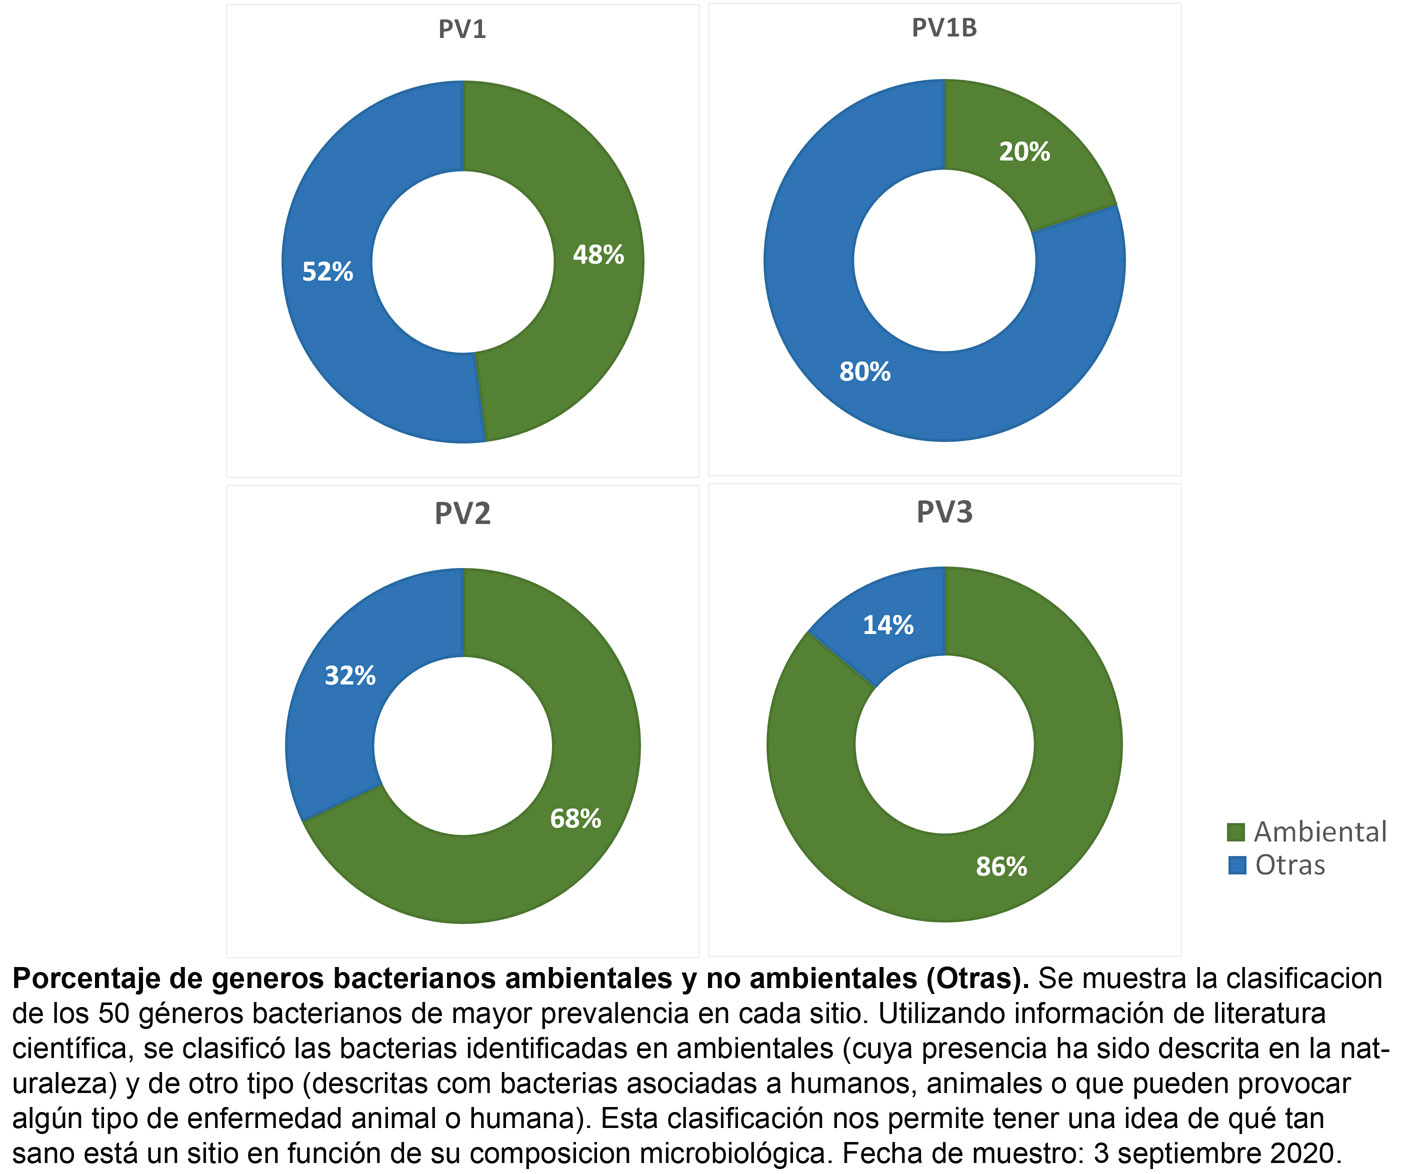 PV1
48%
52%
PV1B
20%
80%
PV2
32%
68%
PV3
14%
86%
Ambiental
Otras
Porcentaje de generos bacterianos ambientales y no ambientales (Otras). Se muestra la clasificacion
de los 50 géneros bacterianos de mayor prevalencia en cada sitio. Utilizando información de literatura
científica, se clasificó las bacterias identificadas en ambientales (cuya presencia ha sido descrita en la nat-
uraleza) y de otro tipo (descritas com bacterias asociadas a humanos, animales o que pueden provocar
algún tipo de enfermedad animal o humana). Esta clasificación nos permite tener una idea de qué tan
sano está un sitio en función de su composicion microbiológica. Fecha de muestro: 3 septiembre 2020.